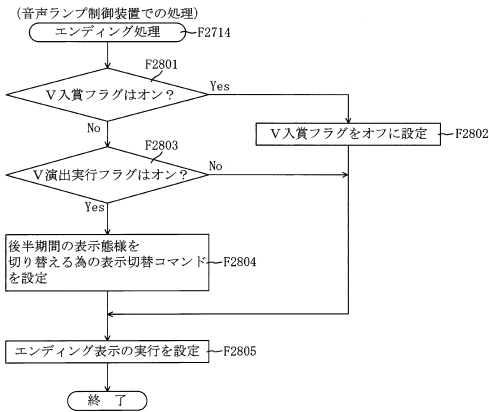 (音声ランプ制御装置での処理)
エンディング処理
F2714
F2801
V入賞フラグはオン？
Yes
No
V入賞フラグをオフに設定
F2802
F2803
V演出実行フラグはオン？
No
Yes
後半期間の表示態様を
切り替える為の表示切替コマンド
を設定
F2804
エンディング表示の実行を設定
F2805
終 了